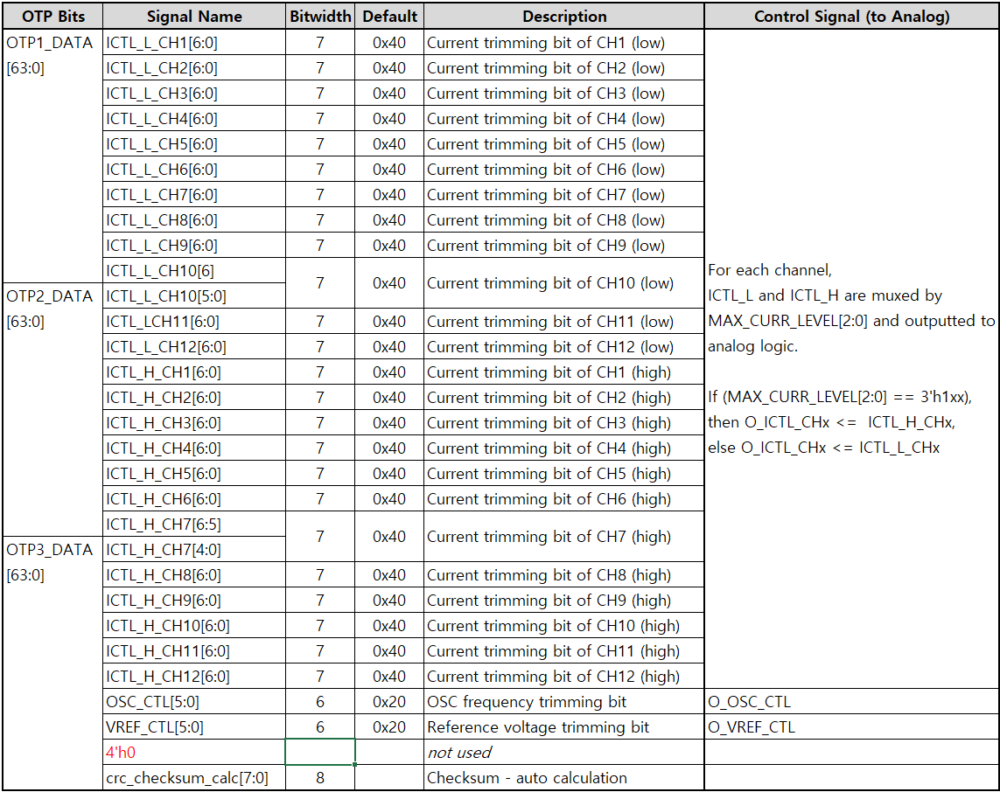 OTP Bits Signal Name Bitwidth Default Description Control Signal (to Analog)
OTP1_DATA ICTL_L_CH1[6:0] 7 0x40 Current trimming bit of CH1 (low)
[63:0] ICTL_L_CH2[6:0] 7 0x40 Current trimming bit of CH2 (low)
ICTL_L_CH3[6:0] 7 0x40 Current trimming bit of CH3 (low)
ICTL_L_CH4[6:0] 7 0x40 Current trimming bit of CH4 (low)
ICTL_L_CH5[6:0] 7 0x40 Current trimming bit of CH5 (low)
ICTL_L_CH6[6:0] 7 0x40 Current trimming bit of CH6 (low)
ICTL_L_CH7[6:0] 7 0x40 Current trimming bit of CH7 (low)
ICTL_L_CH8[6:0] 7 0x40 Current trimming bit of CH8 (low)
ICTL_L_CH9[6:0] 7 0x40 Current trimming bit of CH9 (low)
ICTL_L_CH10[6] 7 0x40 Current trimming bit of CH10 (low)
OTP2_DATA ICTL_L_CH10[5:0]
[63:0] ICTL_LCH11[6:0] 7 0x40 Current trimming bit of CH11 (low)
ICTL_L_CH12[6:0] 7 0x40 Current trimming bit of CH12 (low)
ICTL_H_CH1[6:0] 7 0x40 Current trimming bit of CH1 (high)
ICTL_H_CH2[6:0] 7 0x40 Current trimming bit of CH2 (high)
ICTL_H_CH3[6:0] 7 0x40 Current trimming bit of CH3 (high)
ICTL_H_CH4[6:0] 7 0x40 Current trimming bit of CH4 (high)
ICTL_H_CH5[6:0] 7 0x40 Current trimming bit of CH5 (high)
ICTL_H_CH6[6:0] 7 0x40 Current trimming bit of CH6 (high)
ICTL_H_CH7[6:5] 7 0x40 Current trimming bit of CH7 (high)
OTP3_DATA ICTL_H_CH7[4:0]
[63:0] ICTL_H_CH8[6:0] 7 0x40 Current trimming bit of CH8 (high)
ICTL_H_CH9[6:0] 7 0x40 Current trimming bit of CH9 (high)
ICTL_H_CH10[6:0] 7 0x40 Current trimming bit of CH10 (high)
ICTL_H_CH11[6:0] 7 0x40 Current trimming bit of CH11 (high)
ICTL_H_CH12[6:0] 7 0x40 Current trimming bit of CH12 (high)
For each channel,
ICTL_L and ICTL_H are muxed by
MAX_CURR_LEVEL[2:0] and outputted to
analog logic.
If (MAX_CURR_LEVEL[2:0] == 3'h1xx),
then O_ICTL_CHx <= ICTL_H_CHx,
else O_ICTL_CHx <= ICTL_L_CHx
OSC_CTL[5:0] 6 0x20 OSC frequency trimming bit O_OSC_CTL
VREF_CTL[5:0] 6 0x20 Reference voltage trimming bit O_VREF_CTL
4'h0 not used
crc_checksum_calc[7:0] 8 Checksum - auto calculation